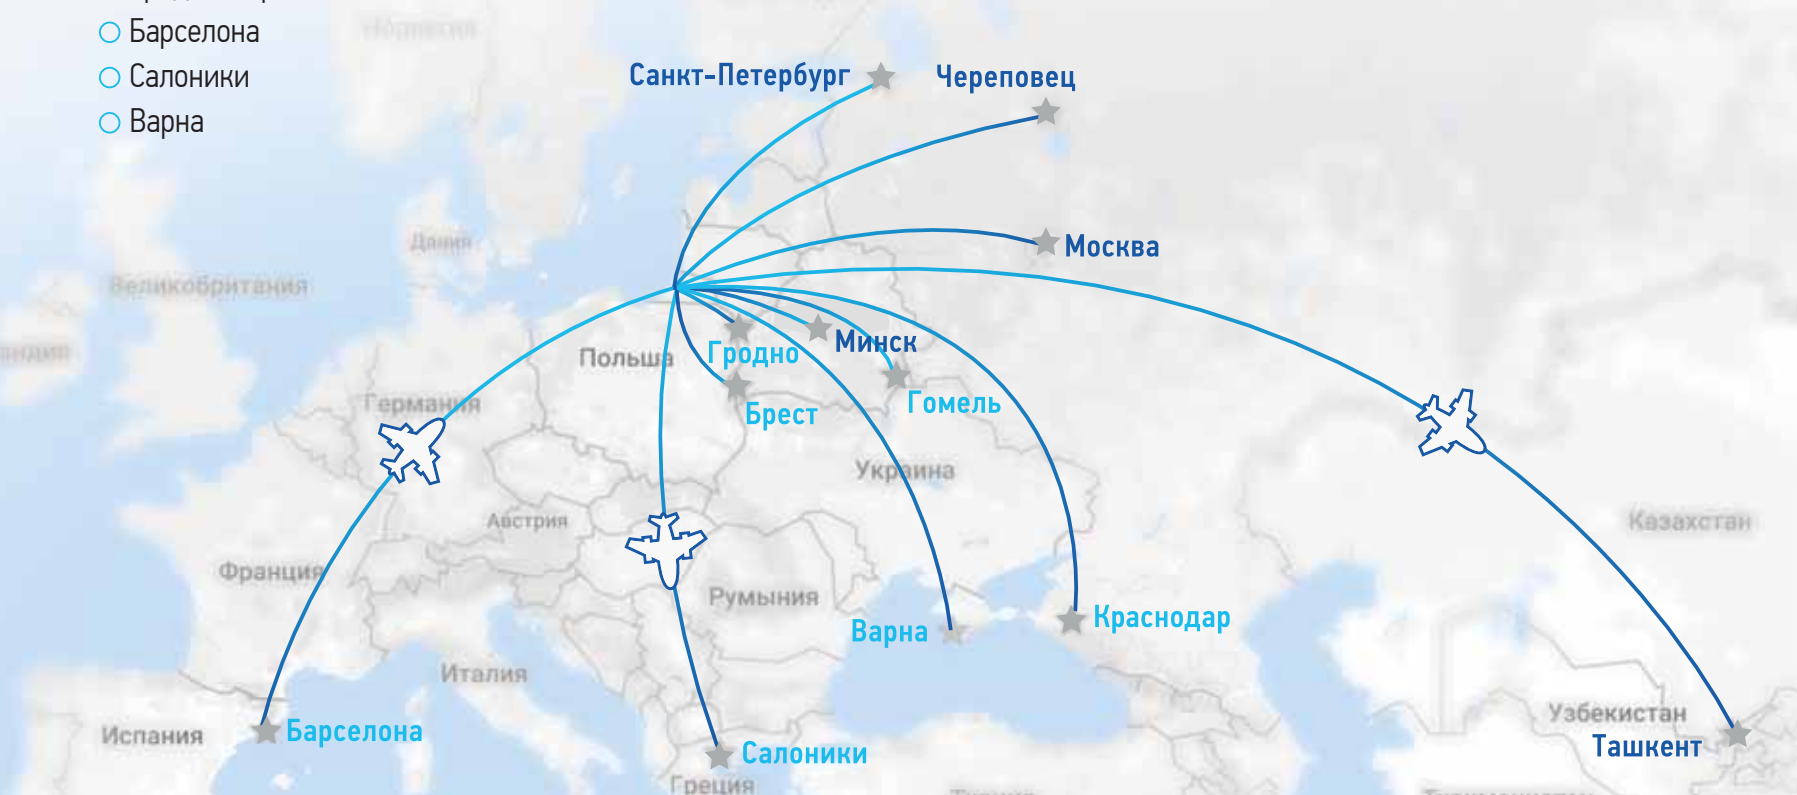 Барселона
Салоники
Варна
Норвегия
Санкт-Петербург
Череповец
Дания
Москва
Великобритания
Минск
Гродно
Польша
Германия
Гомель
Брест
Украина
Австрия
Казахстан
Франция
Румыния
Краснодар
Варна
Италия
Узбекистан
Испания
Барселона
Ташкент
Салоники
Греция